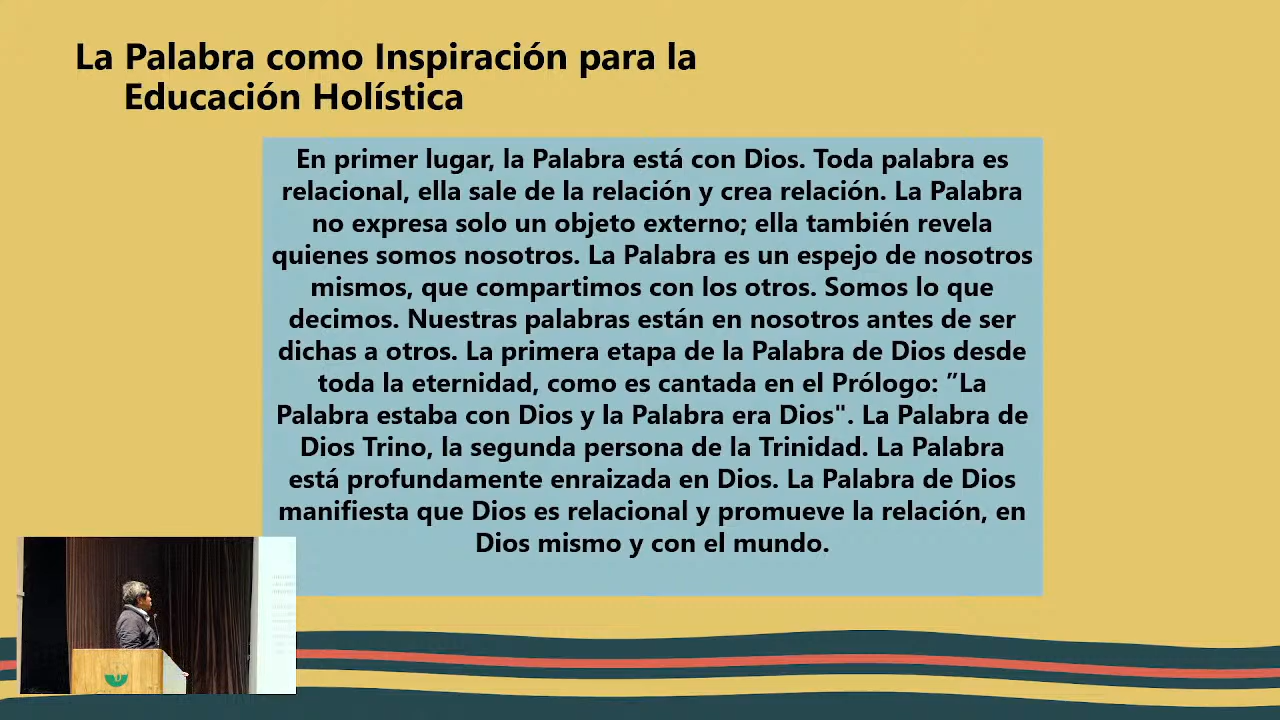 La Palabra como Inspiración para la
Educación Holística
En primer lugar, la Palabra está con Dios. Toda palabra es
relacional, ella sale de la relación y crea relación. La Palabra
no expresa solo un objeto externo; ella también revela
quienes somos nosotros. La Palabra es un espejo de nosotros
mismos, que compartimos con los otros. Somos lo que
decimos. Nuestras palabras están en nosotros antes de ser
dichas a otros. La primera etapa de la Palabra de Dios desde
toda la eternidad, como es cantada en el Prólogo: ”La
Palabra estaba con Dios y la Palabra era Dios". La Palabra de
Dios Trino, la segunda persona de la Trinidad. La Palabra
está profundamente enraizada en Dios. La Palabra de Dios
manifiesta que Dios es relacional y promueve la relación, en
Dios mismo y con el mundo.